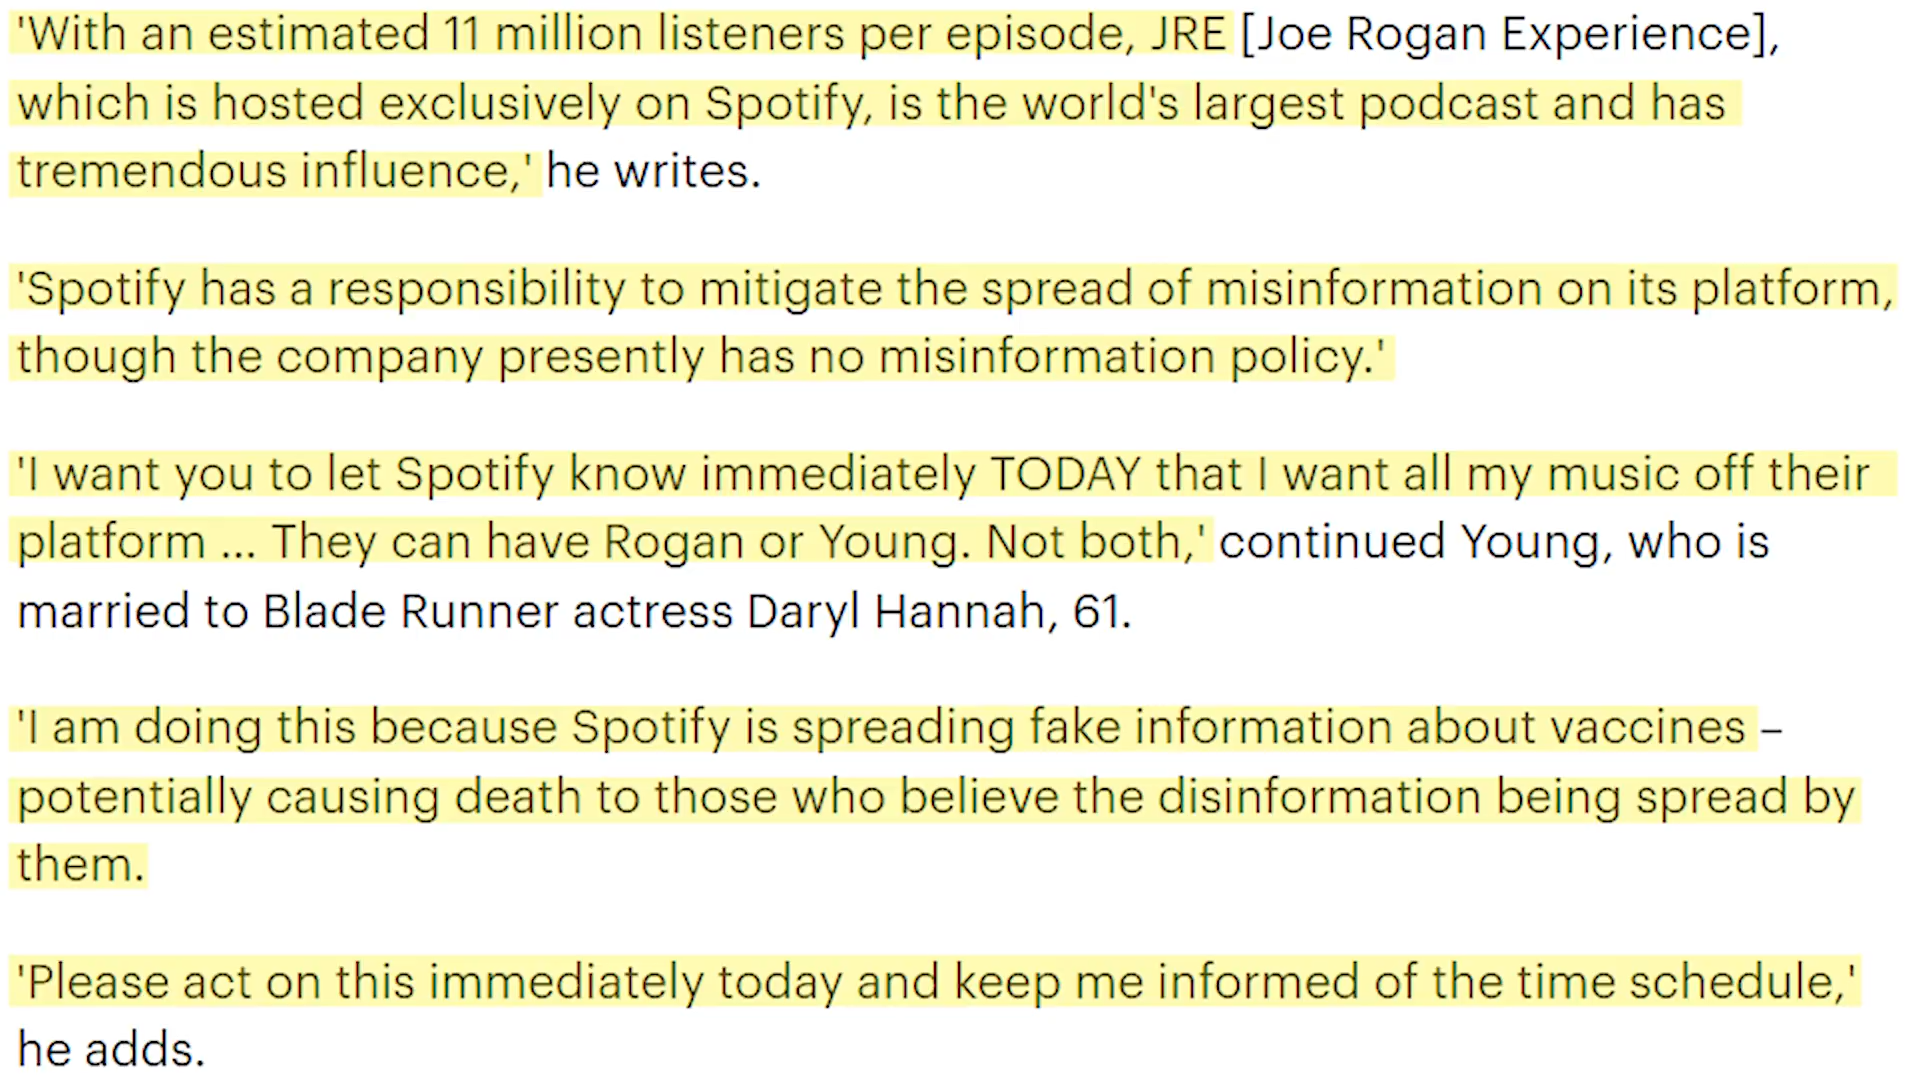 'With an estimated 11 million listeners per episode, JRE [Joe Rogan Experience],
which is hosted exclusively on Spotify, is the world's largest podcast and has
tremendous influence,' he writes.
'Spotify has a responsibility to mitigate the spread of misinformation on its platform,
though the company presently has no misinformation policy.'
'I want you to let Spotify know immediately TODAY that I want all my music off their
platform ... They can have Rogan or Young. Not both,' continued Young, who is
married to Blade Runner actress Daryl Hannah, 61.
'I am doing this because Spotify is spreading fake information about vaccines –
potentially causing death to those who believe the disinformation being spread by
them.
'Please act on this immediately today and keep me informed of the time schedule,'
he adds.